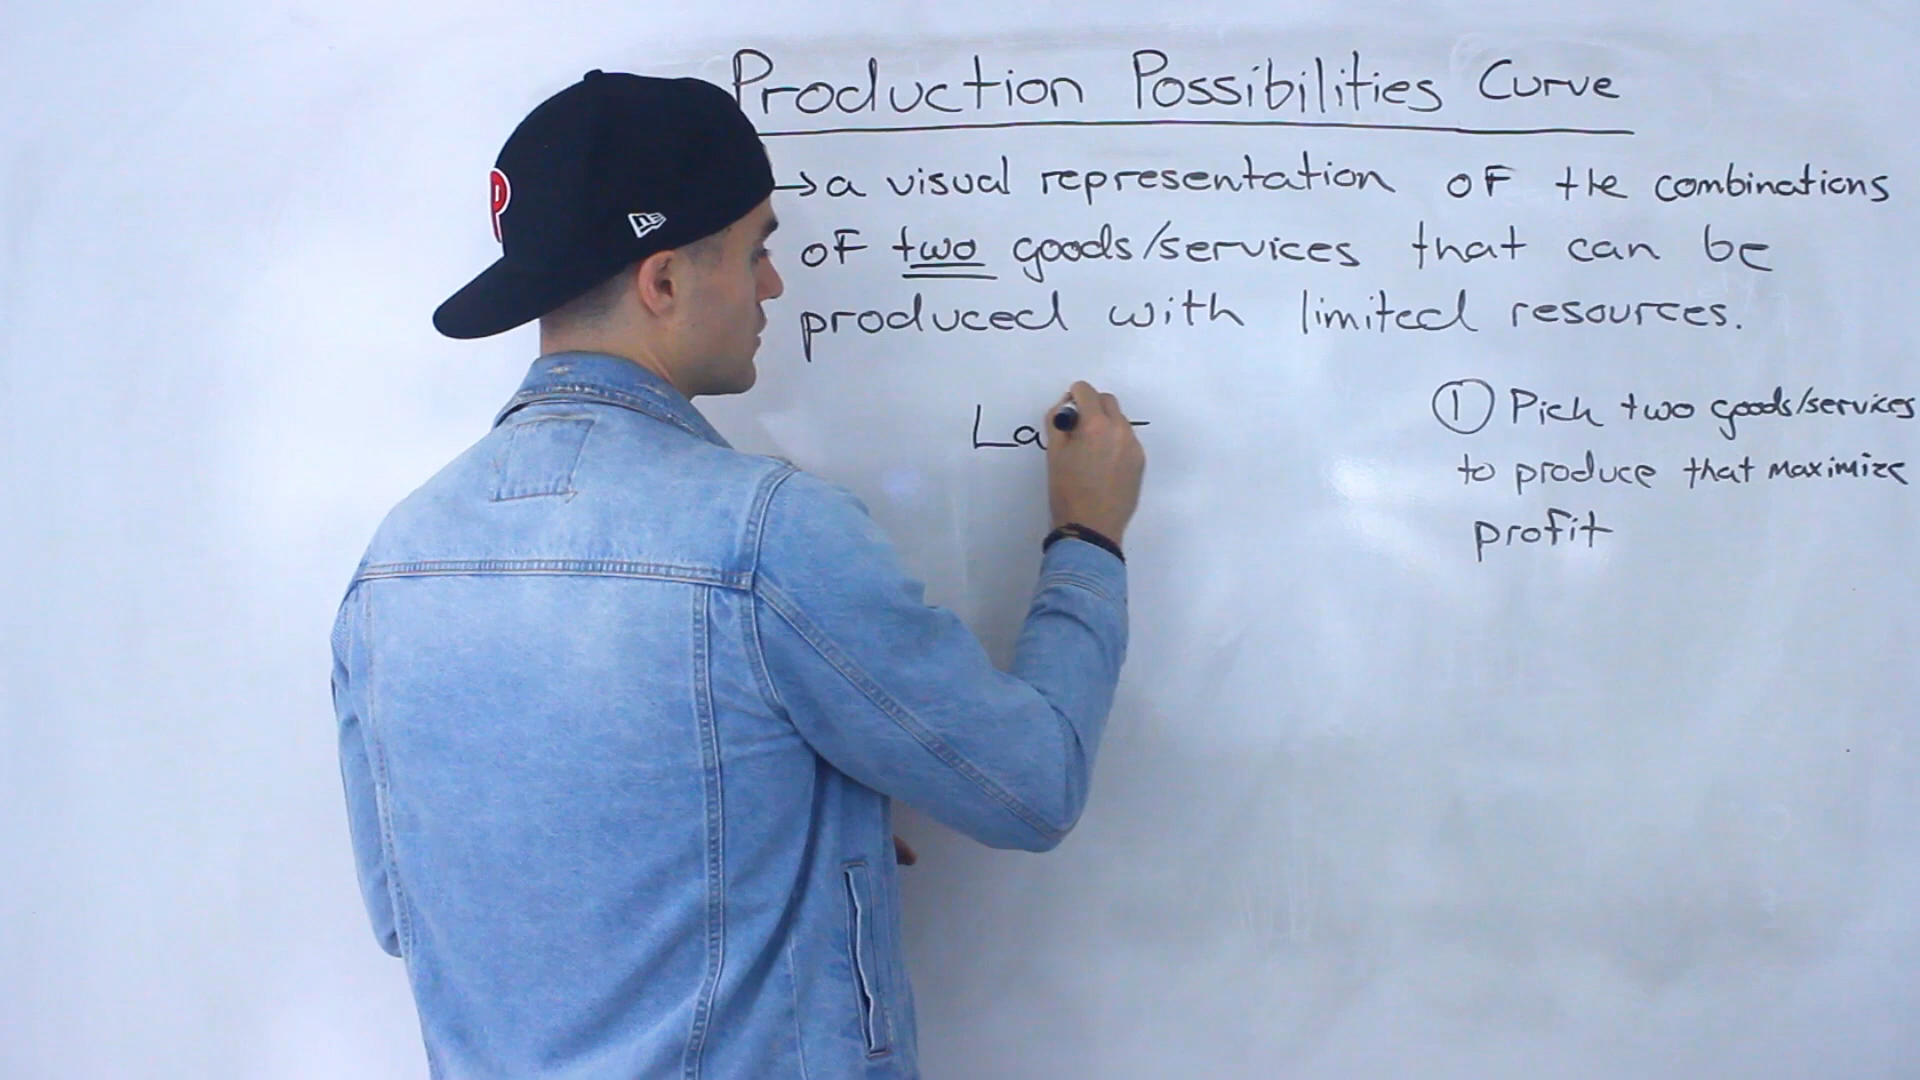 Production Possibilities Curve
→ a visual representation of the combinations
of two goods/services that can be
produced with limited resources.
① Pick two goods/services
to produce that maximize
profit
La
P